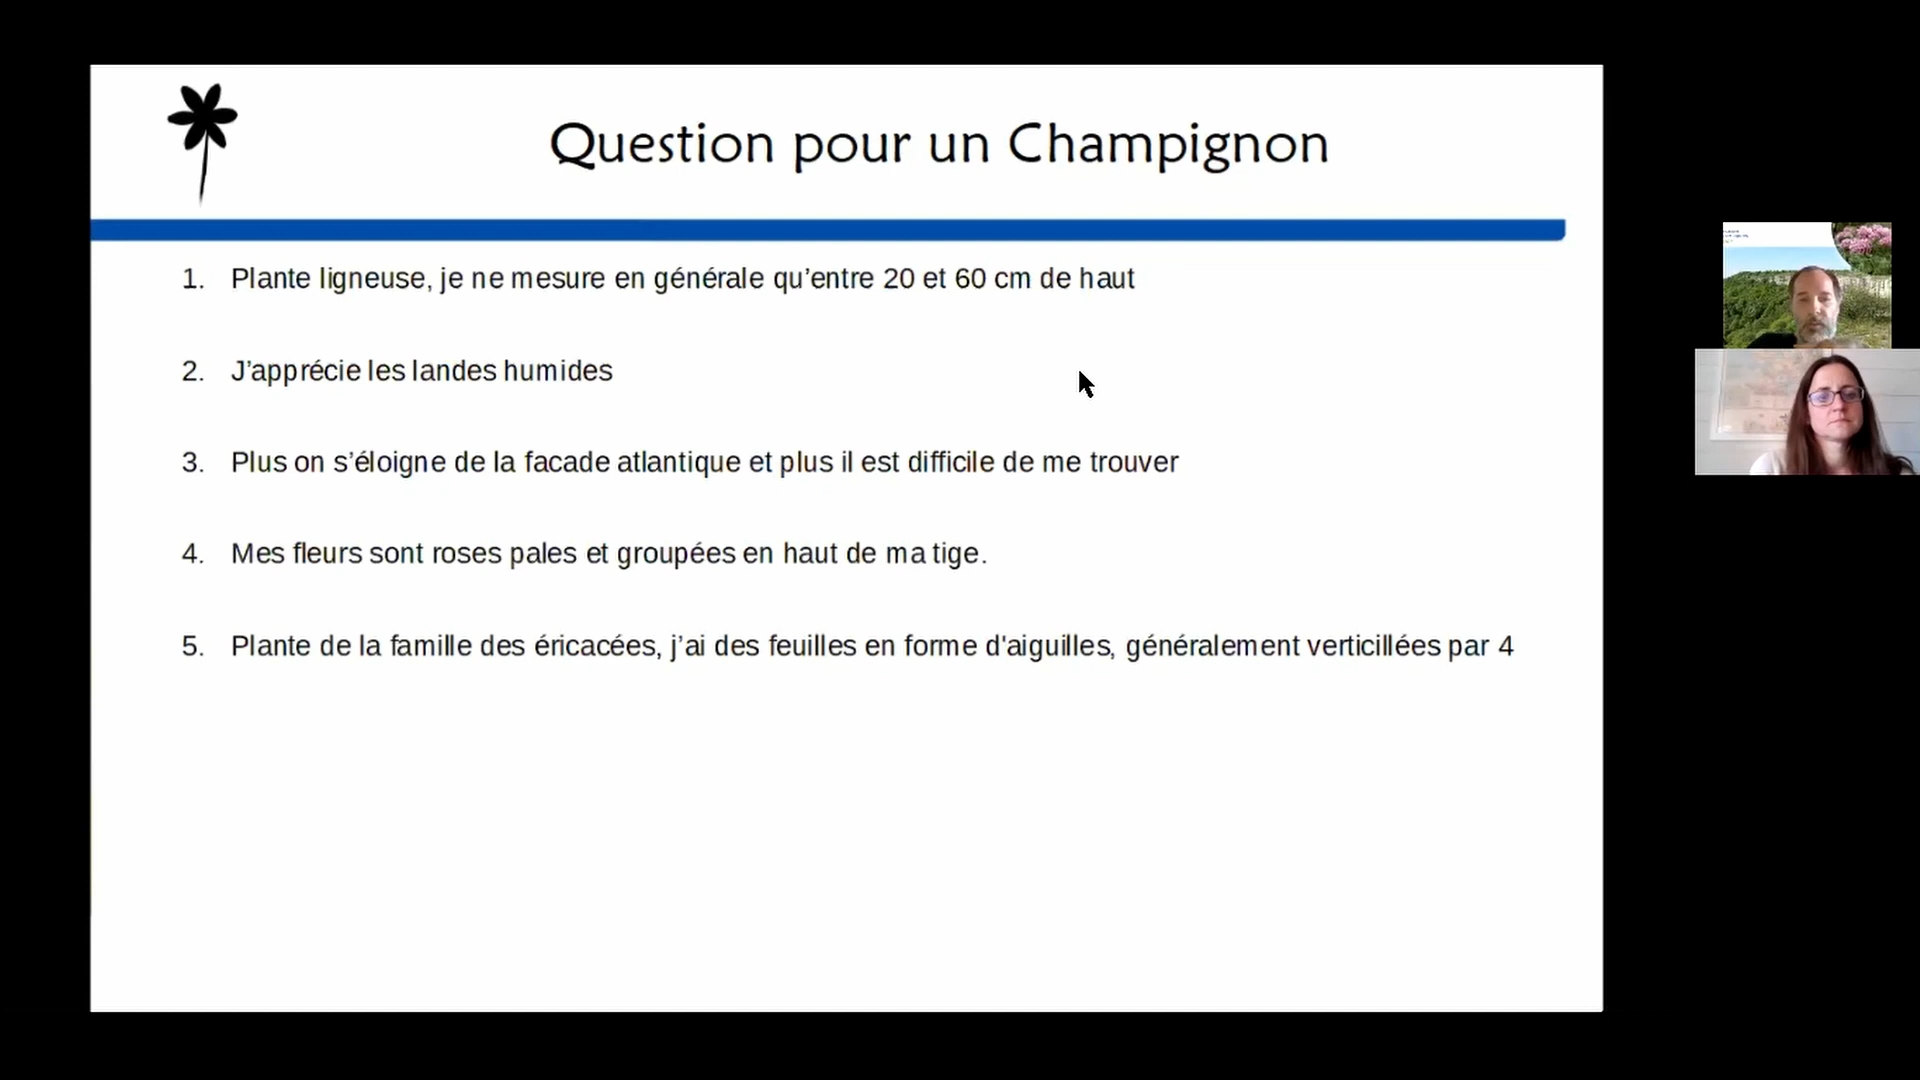 Question pour un Champignon
1. Plante ligneuse, je ne mesure en générale qu’entre 20 et 60 cm de haut
2. J’apprécie les landes humides
3. Plus on s’éloigne de la facade atlantique et plus il est difficile de me trouver
4. Mes fleurs sont roses pales et groupées en haut de ma tige.
5. Plante de la famille des éricacées, j’ai des feuilles en forme d'aiguilles, généralement verticillées par 4